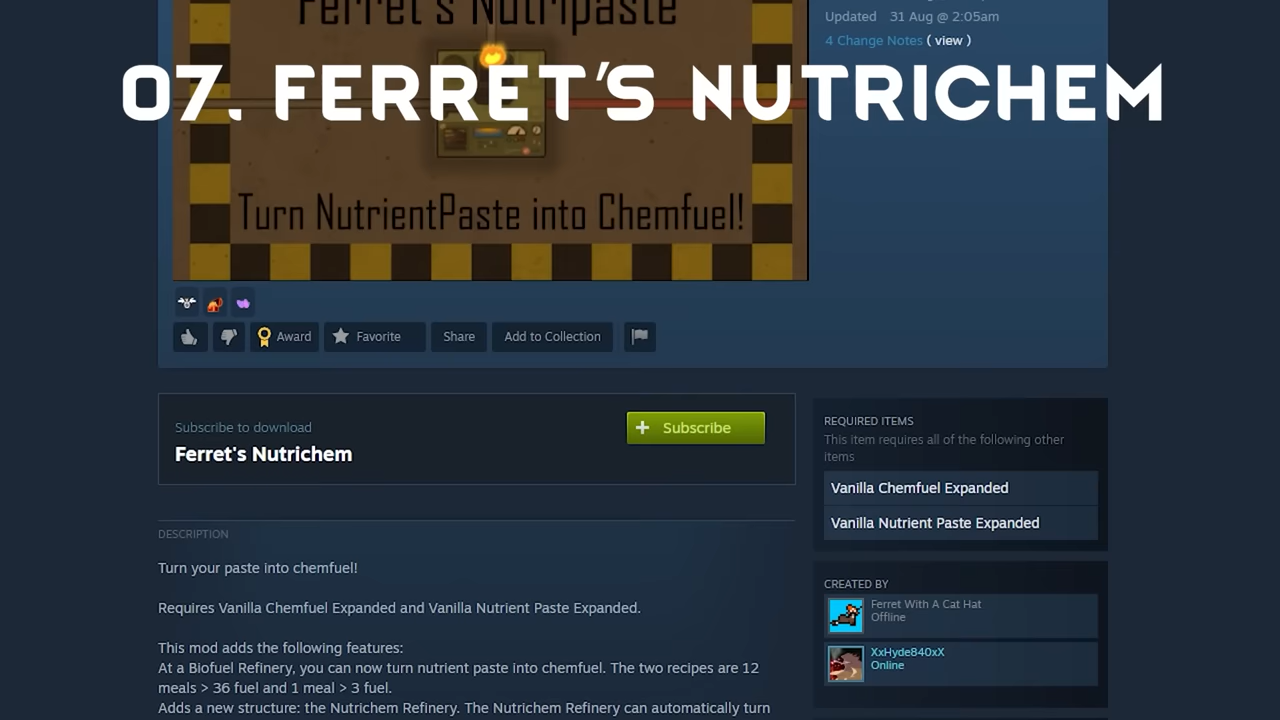 Ferret's Nutripaste
Updated 31 Aug @ 2:05am
4 Change Notes ( view )
07. FERRET'S NUTRICHEM
Turn NutrientPaste into Chemfuel!
Award
Favorite
Share
Add to Collection
Subscribe to download
Ferret's Nutrichem
Subscribe
REQUIRED ITEMS
This item requires all of the following other
items
Vanilla Chemfuel Expanded
Vanilla Nutrient Paste Expanded
DESCRIPTION
Turn your paste into chemfuel!
Requires Vanilla Chemfuel Expanded and Vanilla Nutrient Paste Expanded.
This mod adds the following features:
At a Biofuel Refinery, you can now turn nutrient paste into chemfuel. The two recipes are 12
meals > 36 fuel and 1 meal > 3 fuel.
Adds a new structure: the Nutrichem Refinery. The Nutrichem Refinery can automatically turn
CREATED BY
Ferret With A Cat Hat
Offline
XxHyde840xX
Online